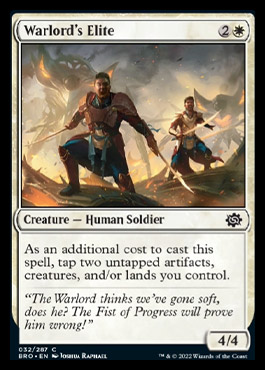 Warlord's Elite 2
Creature — Human Soldier
As an additional cost to cast this
spell, tap two untapped artifacts,
creatures, and/or lands you control.
"The Warlord thinks we've gone soft,
does he? The Fist of Progress will prove
him wrong!"
4/4
032/287 C
BRO • EN Joshua Raphael
™ & © 2022 Wizards of the Coast